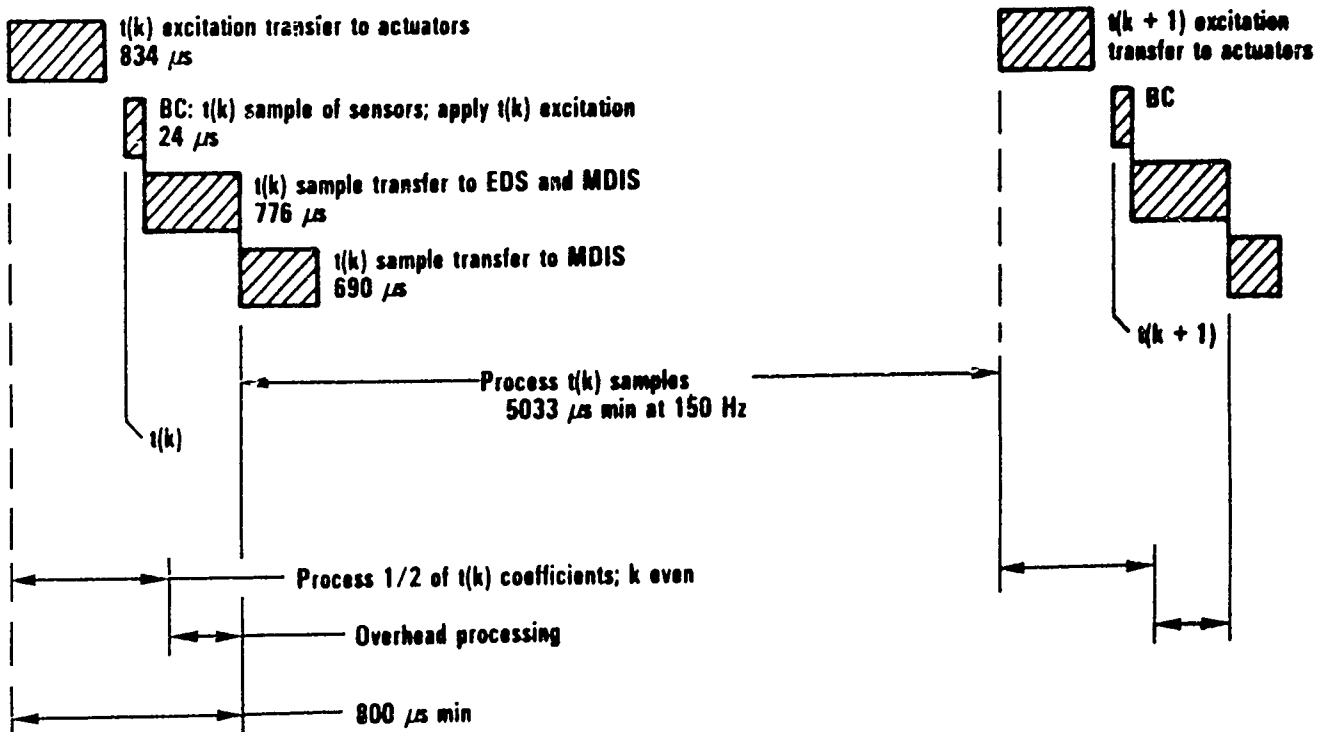 t(k) excitation transfer to actuators
834 μs
BC: t(k) sample of sensors; apply t(k) excitation
24 μs
t(k) sample transfer to EDS and MDIS
776 μs
t(k) sample transfer to MDIS
690 μs
t(k)
Process t(k) samples
5033 μs min at 150 Hz
t(k + 1) excitation
transfer to actuators
BC
t(k + 1)
Process 1/2 of t(k) coefficients; k even
Overhead processing
800 μs min